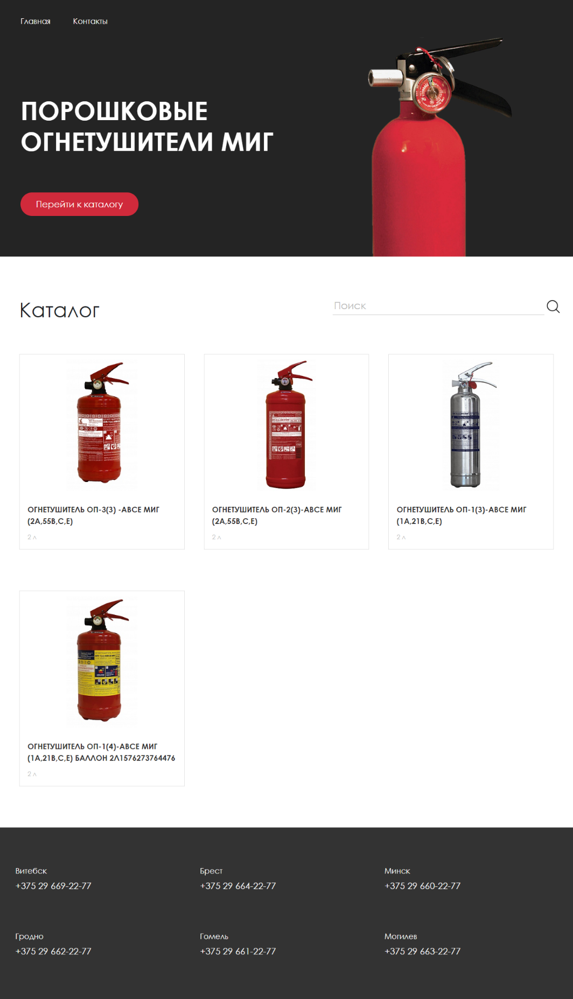 Главная Контакты
ПОРОШКОВЫЕ
ОГНЕТУШИТЕЛИ МИГ
Перейти к каталогу
Каталог
Поиск
ОГНЕТУШИТЕЛЬ ОП-3(3) -АВСЕ МИГ
(2А,55В,С,Е)
2 л
ОГНЕТУШИТЕЛЬ ОП-2(3)-АВСЕ МИГ
(2А,55В,С,Е)
2 л
ОГНЕТУШИТЕЛЬ ОП-1(3)-АВСЕ МИГ
(1А,21В,С,Е)
2 л
ОГНЕТУШИТЕЛЬ ОП-1(4)-АВСЕ МИГ
(1А,21В,С,Е) БАЛЛОН 2Л1576273764476
2 л
Витебск
+375 29 669-22-77
Брест
+375 29 664-22-77
Минск
+375 29 660-22-77
Гродно
+375 29 662-22-77
Гомель
+375 29 661-22-77
Могилев
+375 29 663-22-77